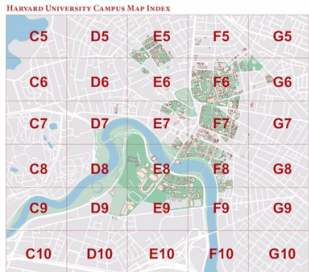 HARVARD UNIVERSITY CAMPUS MAP INDEX
C5 D5 E5 F5 G5
C6 D6 E6 F6 G6
C7 D7 E7 F7 G7
C8 D8 E8 F8 G8
C9 D9 E9 F9 G9
C10 D10 E10 F10 G10